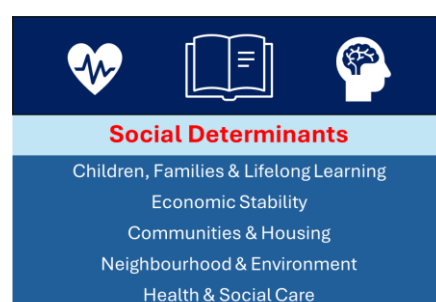 Social Determinants
Children, Families & Lifelong Learning
Economic Stability
Communities & Housing
Neighbourhood & Environment
Health & Social Care